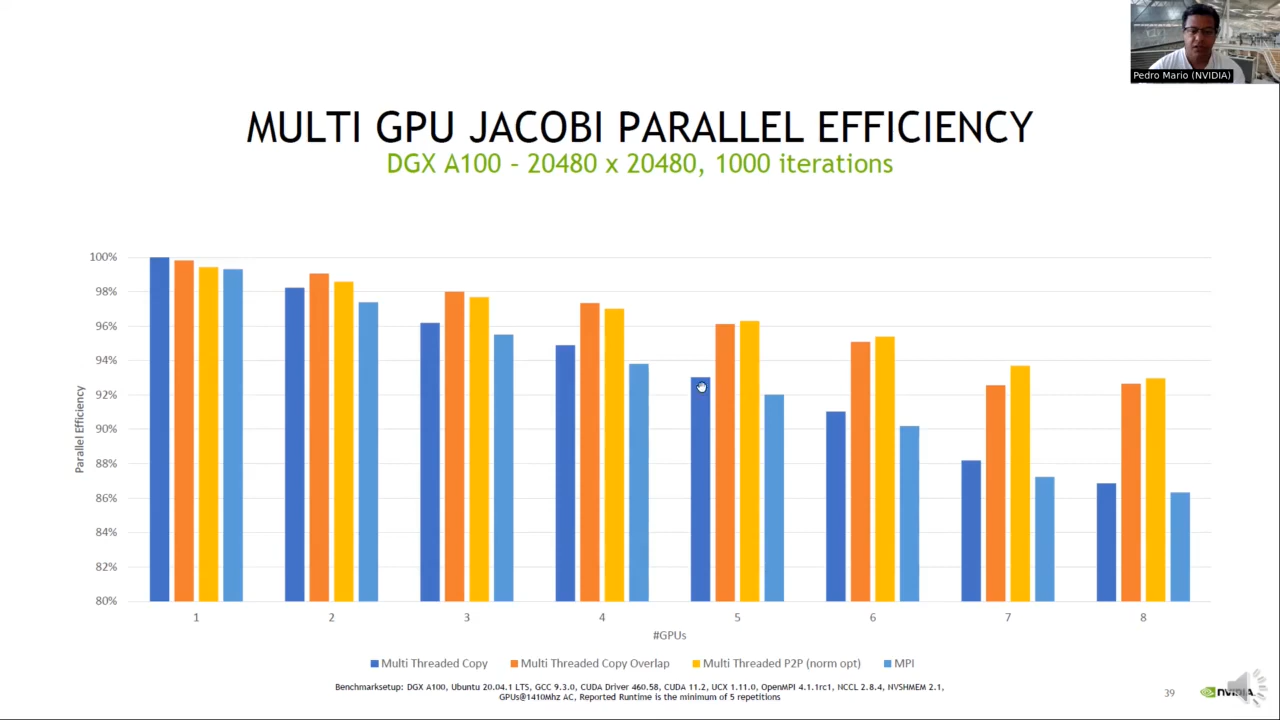 Pedro Mario (NVIDIA)
MULTI GPU JACOBI PARALLEL EFFICIENCY
DGX A100 – 20480 x 20480, 1000 iterations
100%
98%
96%
94%
92%
90%
88%
86%
84%
82%
80%
Parallel Efficiency
1 2 3 4 5 6 7 8
#GPUs
Multi Threaded Copy Multi Threaded Copy Overlap Multi Threaded P2P (norm opt) MPI
Benchmarksetup: DGX A100, Ubuntu 20.04.1 LTS, GCC 9.3.0, CUDA Driver 460.58, CUDA 11.2, UCX 1.11.0, OpenMPI 4.1.1rc1, NCCL 2.8.4, NVSHMEM 2.1,
GPUs@1410Mhz AC, Reported Runtime is the minimum of 5 repetitions
39